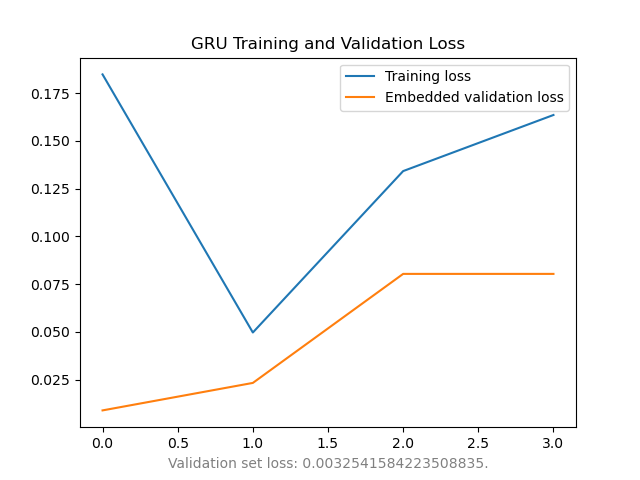 GRU Training and Validation Loss
Training loss
Embedded validation loss
0.175
0.150
0.125
0.100
0.075
0.050
0.025
0.0 0.5 1.0 1.5 2.0 2.5 3.0
Validation set loss: 0.0032541584223508835.